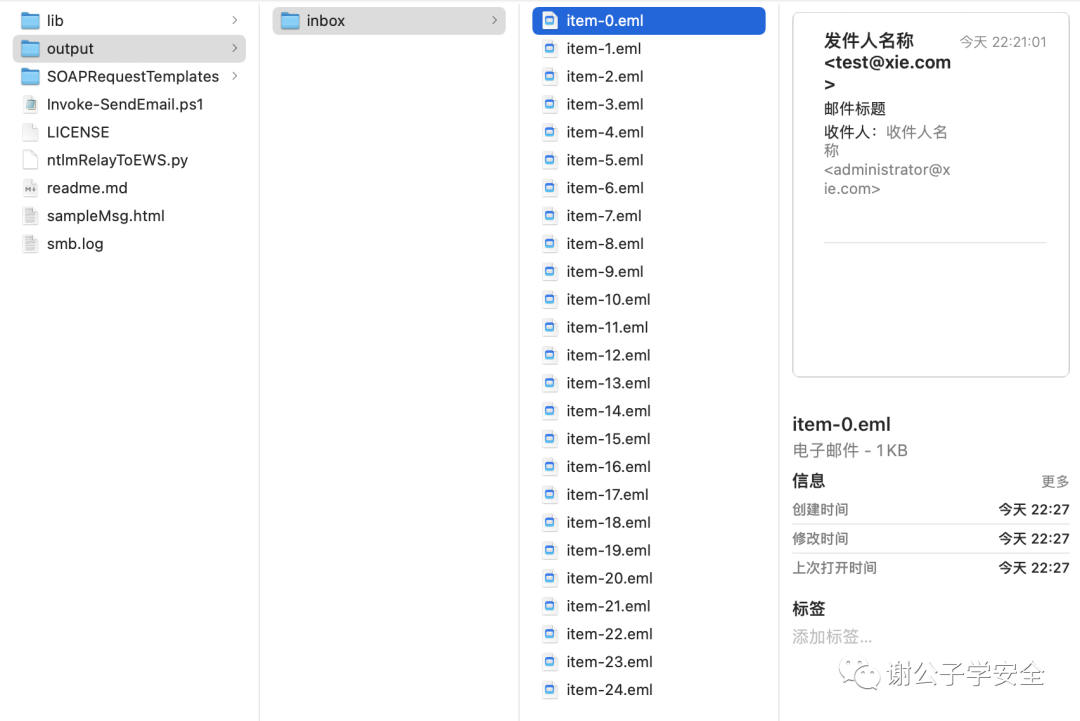 lib
output
SOAPRequestTemplates
Invoke-SendEmail.ps1
LICENSE
ntlmRelayToEWS.py
readme.md
sampleMsg.html
smb.log
inbox
item-0.eml
item-1.eml
item-2.eml
item-3.eml
item-4.eml
item-5.eml
item-6.eml
item-7.eml
item-8.eml
item-9.eml
item-10.eml
item-11.eml
item-12.eml
item-13.eml
item-14.eml
item-15.eml
item-16.eml
item-17.eml
item-18.eml
item-19.eml
item-20.eml
item-21.eml
item-22.eml
item-23.eml
item-24.eml
发件人名称 今天 22:21:01
<test@xie.com
>
邮件标题
收件人：收件人名
称
<administrator@x
ie.com>
item-0.eml
电子邮件 - 1 KB
信息 更多
创建时间 今天 22:27
修改时间 今天 22:27
上次打开时间 今天 22:27
标签
添加标签...
谢公子学安全